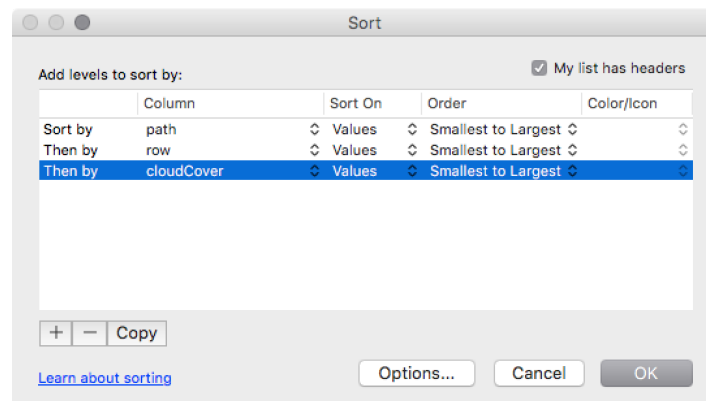 Sort
Add levels to sort by:
My list has headers
Column Sort On Order Color/Icon
Sort by path Values Smallest to Largest
Then by row Values Smallest to Largest
Then by cloudCover Values Smallest to Largest
+ − Copy
Learn about sorting
Options... Cancel OK